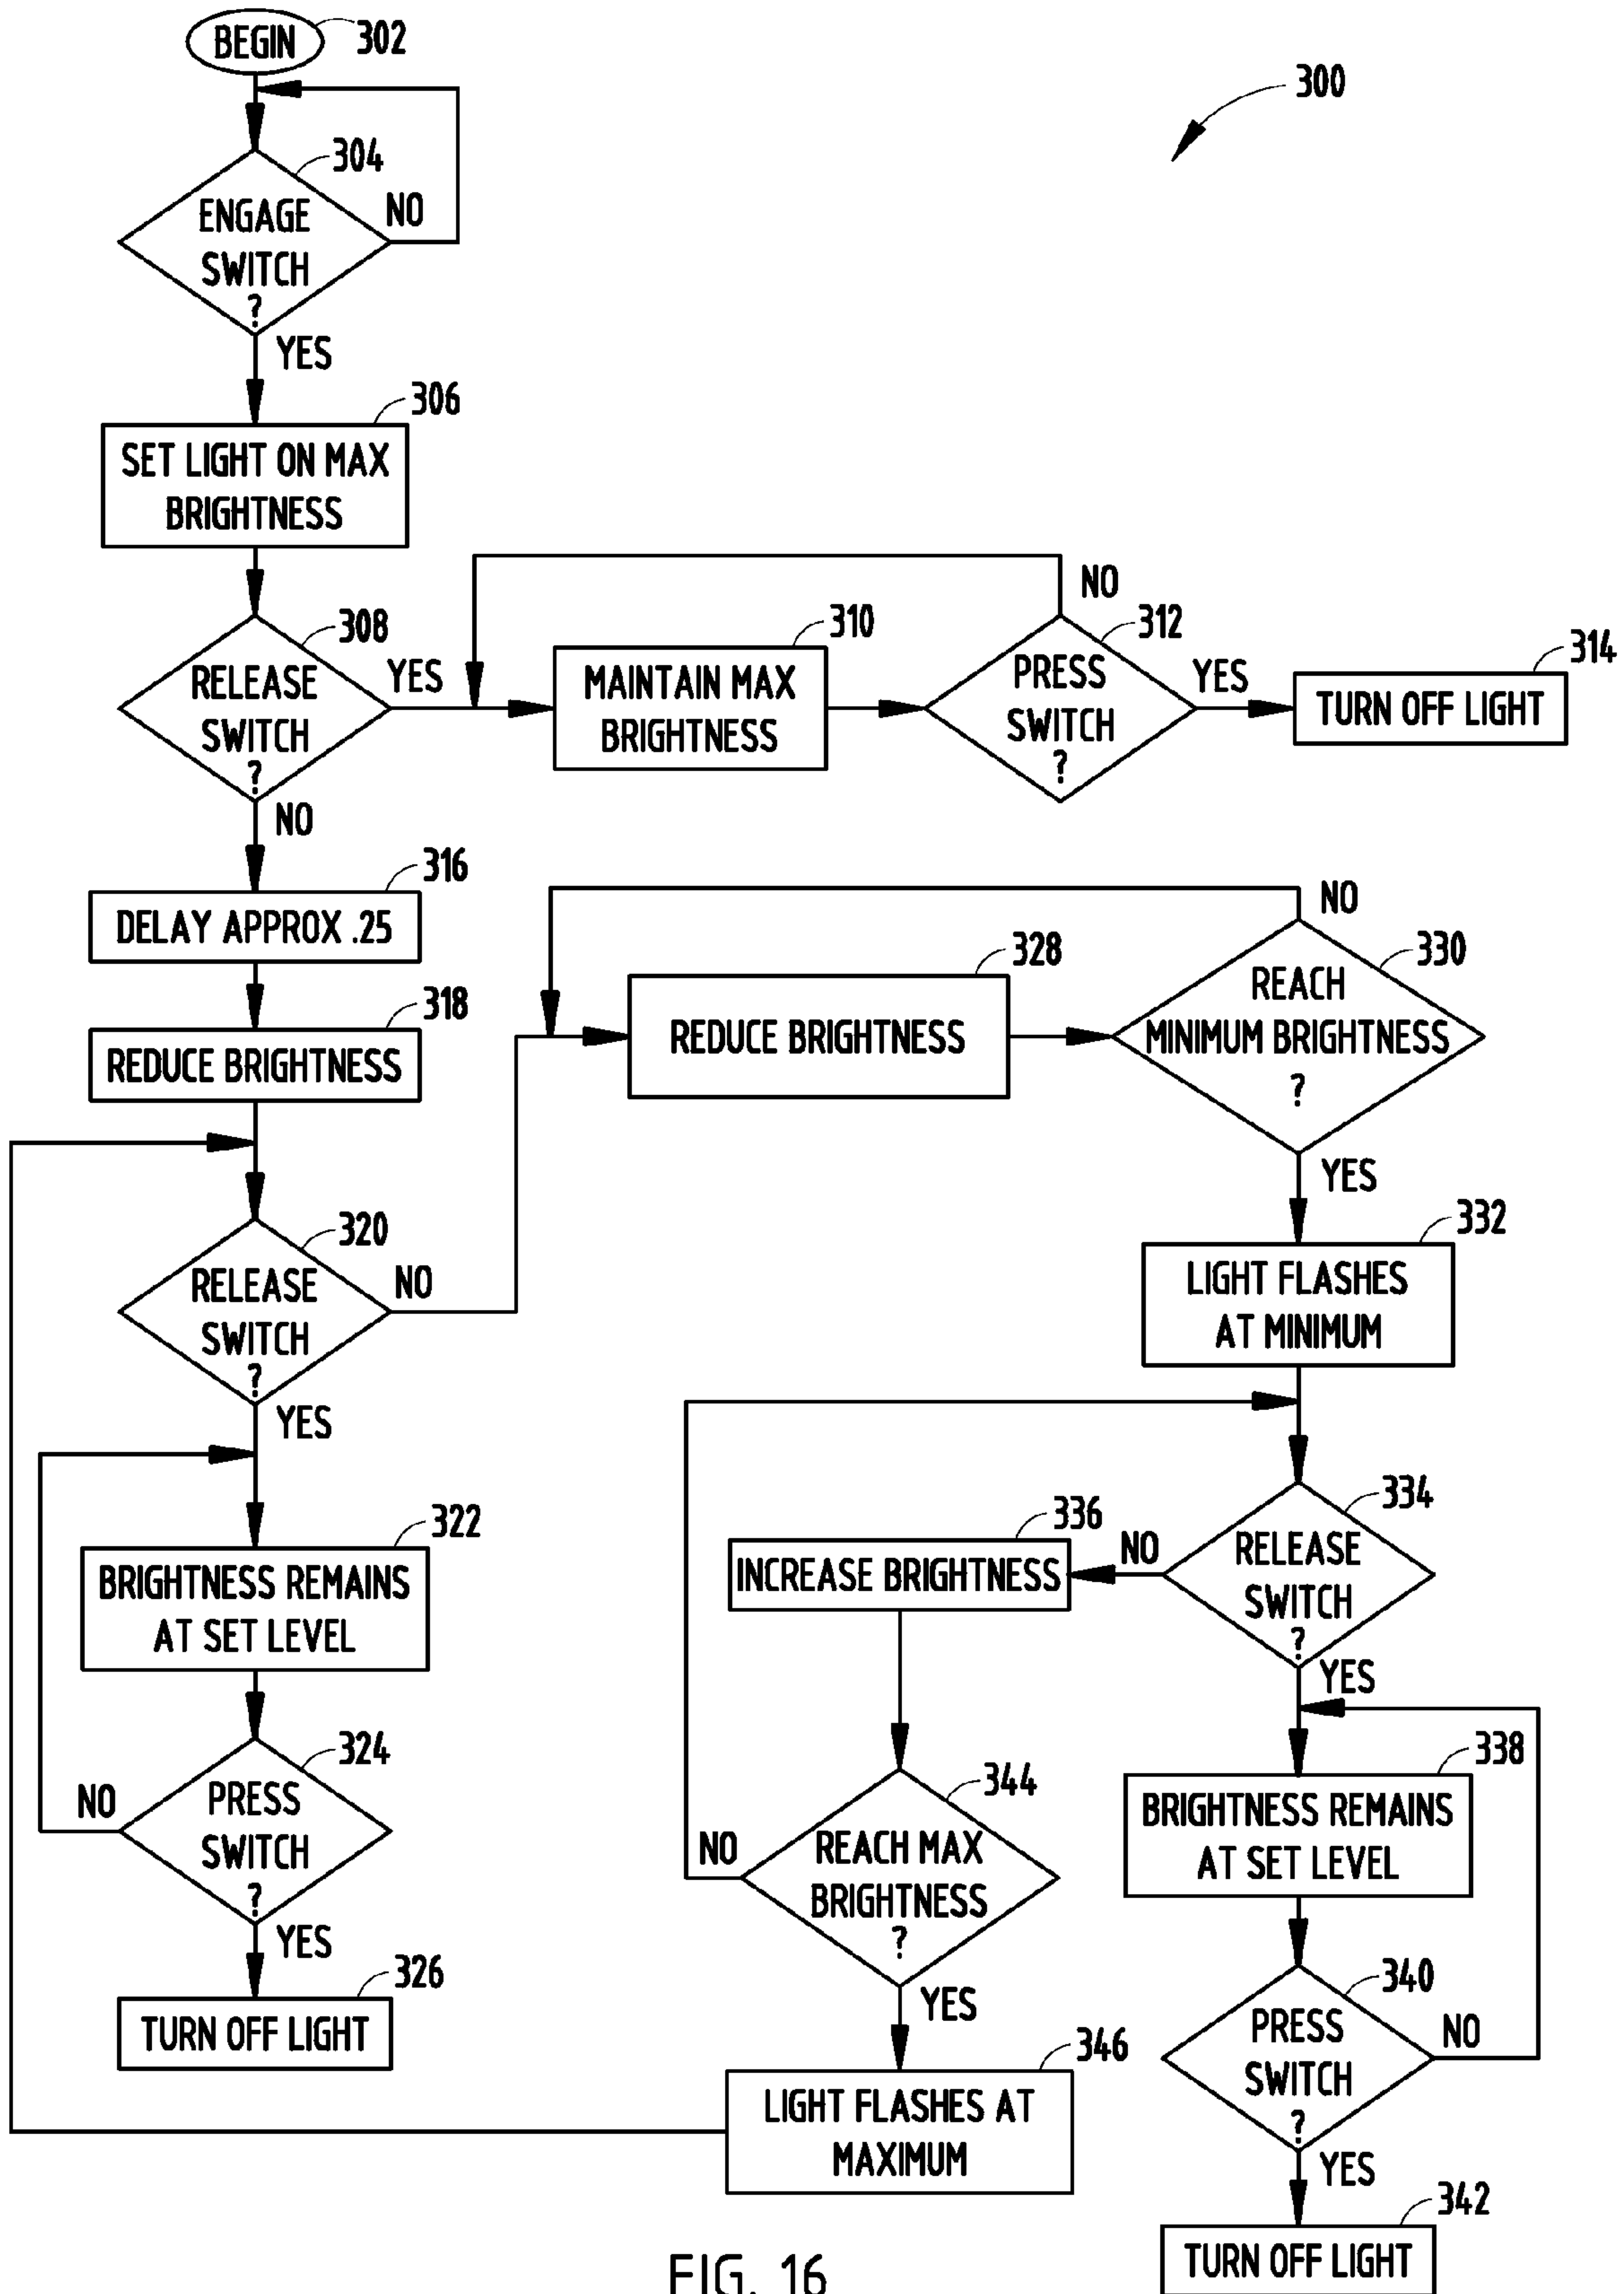 BEGIN
302
300
304
ENGAGE
SWITCH
?
NO
YES
306
SET LIGHT ON MAX
BRIGHTNESS
308
RELEASE
SWITCH
?
YES
NO
310
MAINTAIN MAX
BRIGHTNESS
312
PRESS
SWITCH
?
NO
YES
314
TURN OFF LIGHT
316
DELAY APPROX .25
318
REDUCE BRIGHTNESS
320
RELEASE
SWITCH
?
NO
YES
322
BRIGHTNESS REMAINS
AT SET LEVEL
324
PRESS
SWITCH
?
NO
YES
326
TURN OFF LIGHT
328
REDUCE BRIGHTNESS
330
REACH
MINIMUM BRIGHTNESS
?
NO
YES
332
LIGHT FLASHES
AT MINIMUM
334
RELEASE
SWITCH
?
NO
YES
336
INCREASE BRIGHTNESS
344
REACH MAX
BRIGHTNESS
?
NO
YES
346
LIGHT FLASHES AT
MAXIMUM
338
BRIGHTNESS REMAINS
AT SET LEVEL
340
PRESS
SWITCH
?
NO
YES
342
TURN OFF LIGHT
FIG. 16